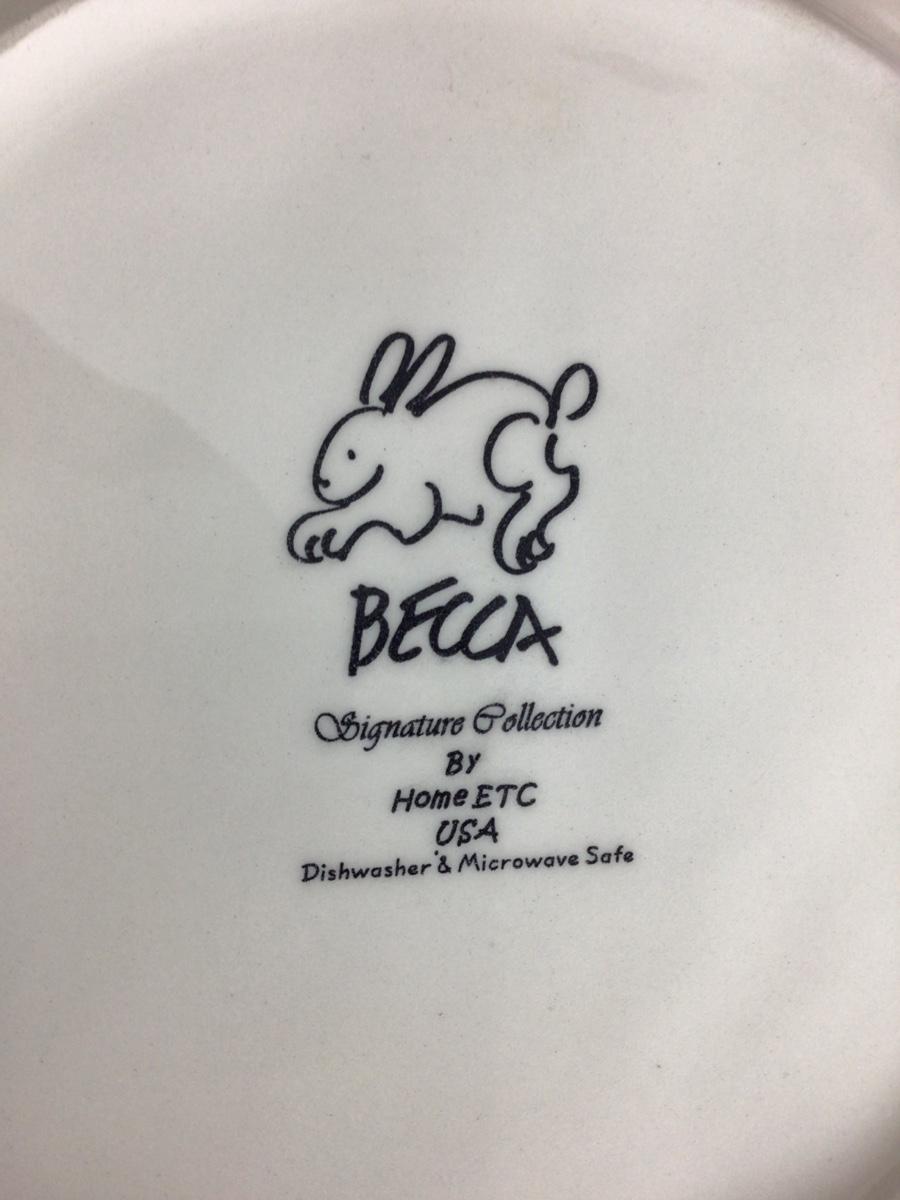 BECCA
Signature Collection
By
Home ETC
USA
Dishwasher & Microwave Safe